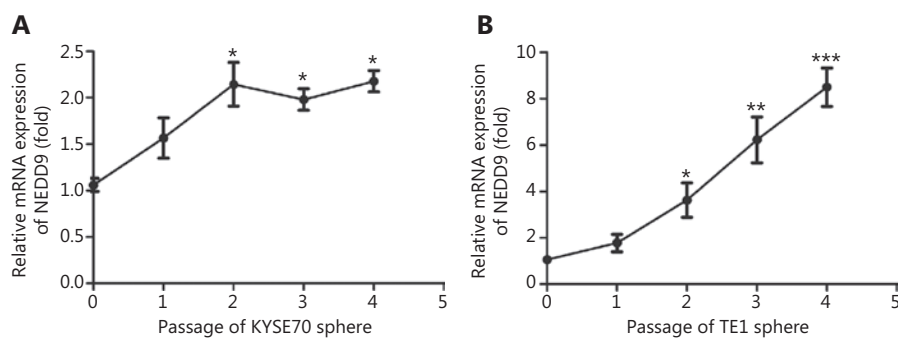 A
Relative mRNA expression
of NEDD9 (fold)
2.5
2.0
1.5
1.0
0.5
0.0
* * *
0 1 2 3 4 5
Passage of KYSE70 sphere
B
Relative mRNA expression
of NEDD9 (fold)
10
8
6
4
2
0
* ** ***
0 1 2 3 4 5
Passage of TE1 sphere